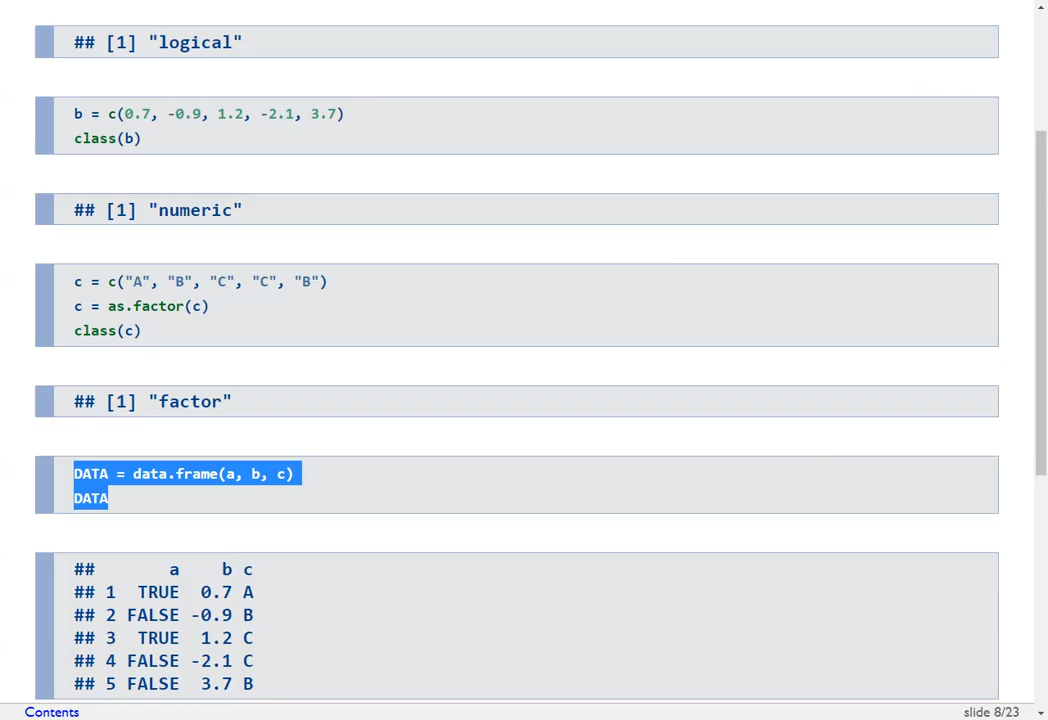 ## [1] "logical"
b = c(0.7, -0.9, 1.2, -2.1, 3.7)
class(b)
## [1] "numeric"
c = c("A", "B", "C", "C", "B")
c = as.factor(c)
class(c)
## [1] "factor"
DATA = data.frame(a, b, c)
DATA
##       a    b c
## 1  TRUE  0.7 A
## 2 FALSE -0.9 B
## 3  TRUE  1.2 C
## 4 FALSE -2.1 C
## 5 FALSE  3.7 B
Contents
slide 8/23